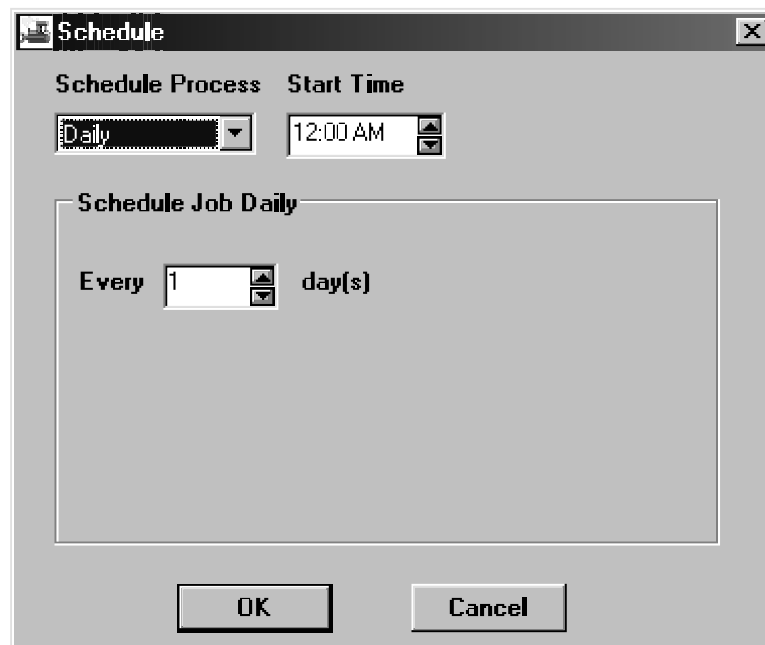 Schedule
Schedule Process Start Time
Daily 12:00 AM
Schedule Job Daily
Every 1 day(s)
OK Cancel